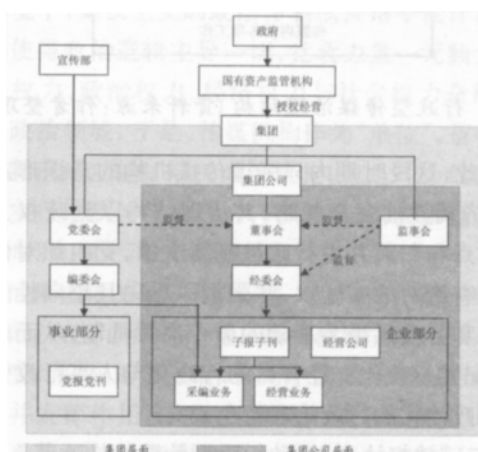 政府
宣传部
国有资产监管机构
授权经营
集团
集团公司
党委会
监督
董事会
监督
监事会
监督
编委会
经委会
事业部分
企业部分
子报子刊
经营公司
党报党刊
采编业务
经营业务
集团层面
集团公司层面